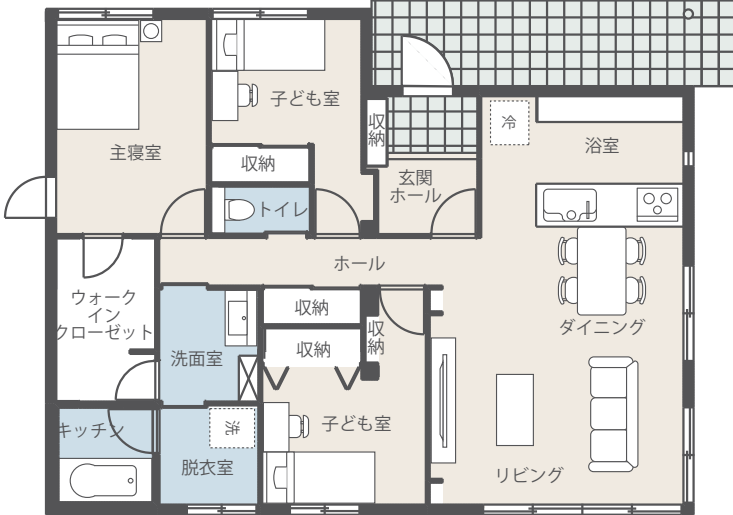 子ども室
収納
冷
浴室
主寝室
収納
玄関
ホール
トイレ
ホール
ウォーク
イン
クローゼット
収納
収納
ダイニング
洗面室
収納
キッチン
洗
子ども室
脱衣室
リビング